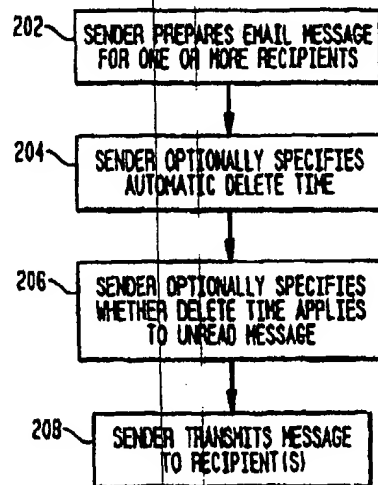 202
SENDER PREPARES EMAIL MESSAGE
FOR ONE OR MORE RECIPIENTS
204
SENDER OPTIONALLY SPECIFIES
AUTOMATIC DELETE TIME
206
SENDER OPTIONALLY SPECIFIES
WHETHER DELETE TIME APPLIES
TO UNREAD MESSAGE
208
SENDER TRANSMITS MESSAGE
TO RECIPIENT(S)